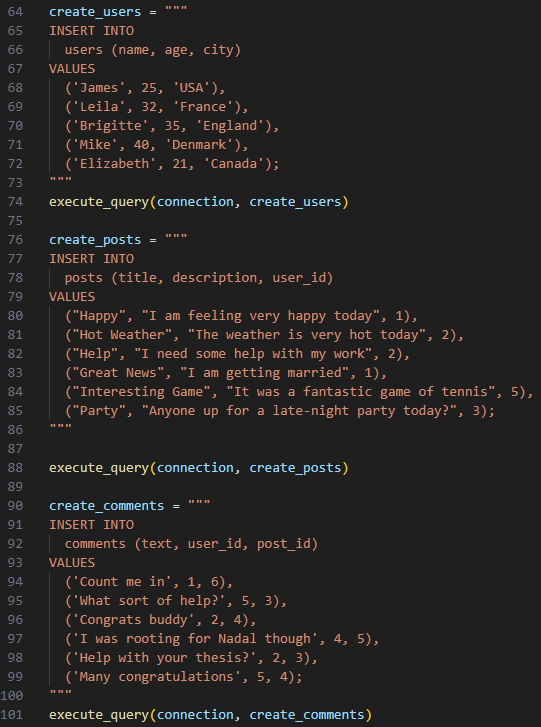 64 create_users = """
65 INSERT INTO
66 users (name, age, city)
67 VALUES
68 ('James', 25, 'USA'),
69 ('Leila', 32, 'France'),
70 ('Brigitte', 35, 'England'),
71 ('Mike', 40, 'Denmark'),
72 ('Elizabeth', 21, 'Canada');
73 """
74 execute_query(connection, create_users)
75
76 create_posts = """
77 INSERT INTO
78 posts (title, description, user_id)
79 VALUES
80 ("Happy", "I am feeling very happy today", 1),
81 ("Hot Weather", "The weather is very hot today", 2),
82 ("Help", "I need some help with my work", 2),
83 ("Great News", "I am getting married", 1),
84 ("Interesting Game", "It was a fantastic game of tennis", 5),
85 ("Party", "Anyone up for a late-night party today?", 3);
86 """
87
88 execute_query(connection, create_posts)
89
90 create_comments = """
91 INSERT INTO
92 comments (text, user_id, post_id)
93 VALUES
94 ('Count me in', 1, 6),
95 ('What sort of help?', 5, 3),
96 ('Congrats buddy', 2, 4),
97 ('I was rooting for Nadal though', 4, 5),
98 ('Help with your thesis?', 2, 3),
99 ('Many congratulations', 5, 4);
100 """
101 execute_query(connection, create_comments)